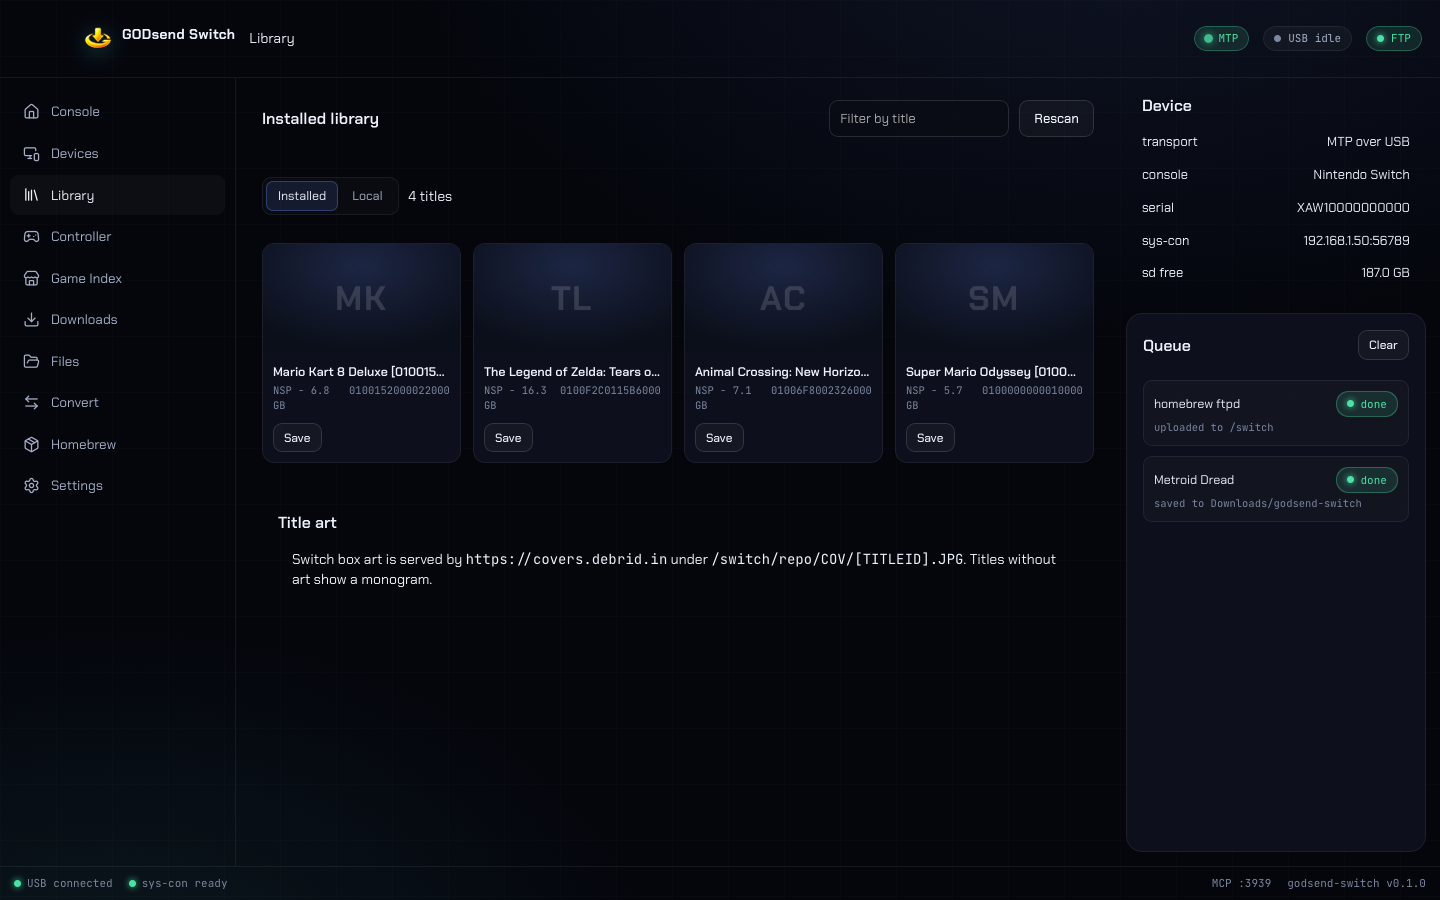 GODsend Switch
Library
MTP
USB idle
FTP
Console
Devices
Library
Controller
Game Index
Downloads
Files
Convert
Homebrew
Settings
Installed library
Filter by title
Rescan
Installed
Local
4 titles
MK
Mario Kart 8 Deluxe [010015...
NSP - 6.8 GB
0100152000022000
Save
TL
The Legend of Zelda: Tears o...
NSP - 16.3 GB
0100F2C0115B6000
Save
AC
Animal Crossing: New Horizo...
NSP - 7.1 GB
01006F8002326000
Save
SM
Super Mario Odyssey [0100...
NSP - 5.7 GB
0100000000010000
Save
Title art
Switch box art is served by https://covers.debrid.in under /switch/repo/COV/[TITLEID].JPG. Titles without
art show a monogram.
Device
transport MTP over USB
console Nintendo Switch
serial XAW10000000000
sys-con 192.168.1.50:56789
sd free 187.0 GB
Queue
Clear
homebrew ftpd
done
uploaded to /switch
Metroid Dread
done
saved to Downloads/godsend-switch
USB connected
sys-con ready
MCP :3939
godsend-switch v0.1.0